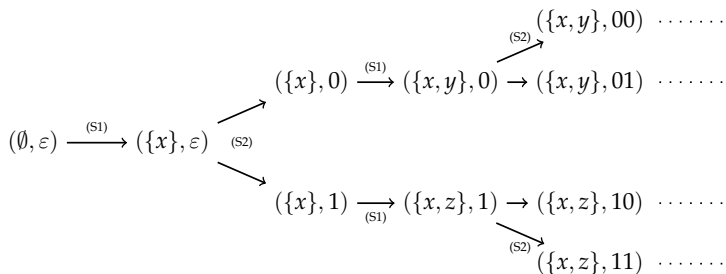 ({x, y}, 00) ·······
(S2)
({x}, 0) (S1) ({x, y}, 0) → ({x, y}, 01) ·······
(∅, ε) (S1) ({x}, ε) (S2)
({x}, 1) (S1) ({x, z}, 1) → ({x, z}, 10) ·······
(S2)
({x, z}, 11) ·······